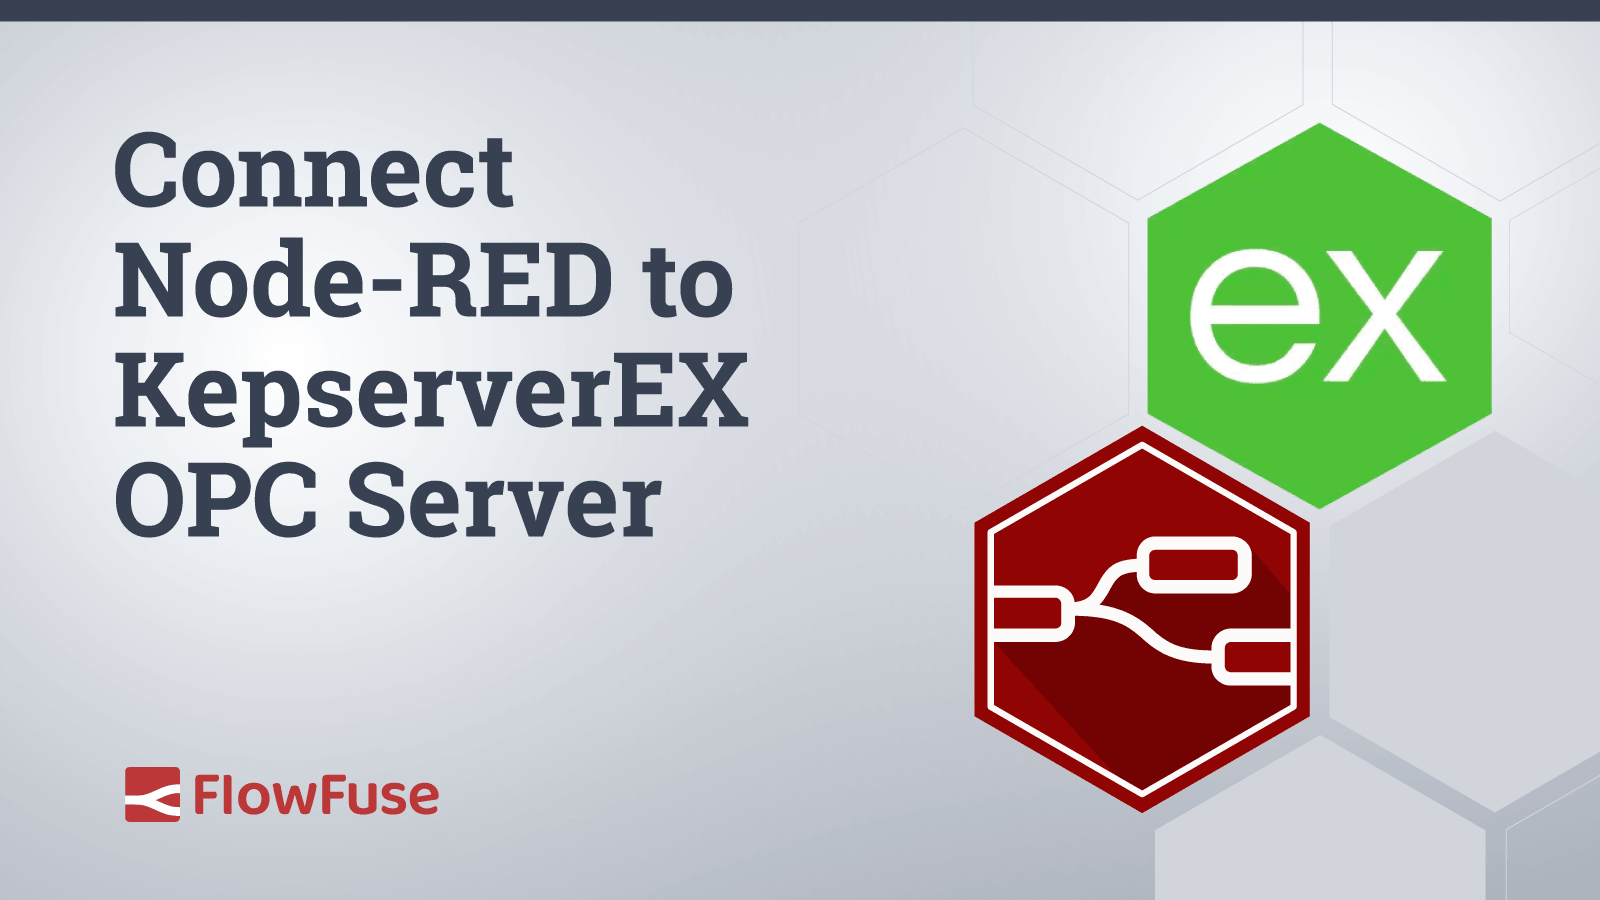 Connect
Node-RED to
KepserverEX
OPC Server
ex
FlowFuse